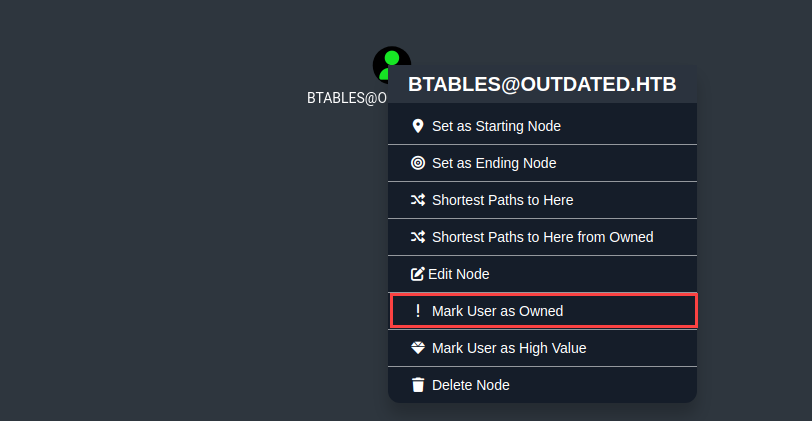 BTABLES@OUTDATED.HTB
BTABLES@O
Set as Starting Node
Set as Ending Node
Shortest Paths to Here
Shortest Paths to Here from Owned
Edit Node
Mark User as Owned
Mark User as High Value
Delete Node